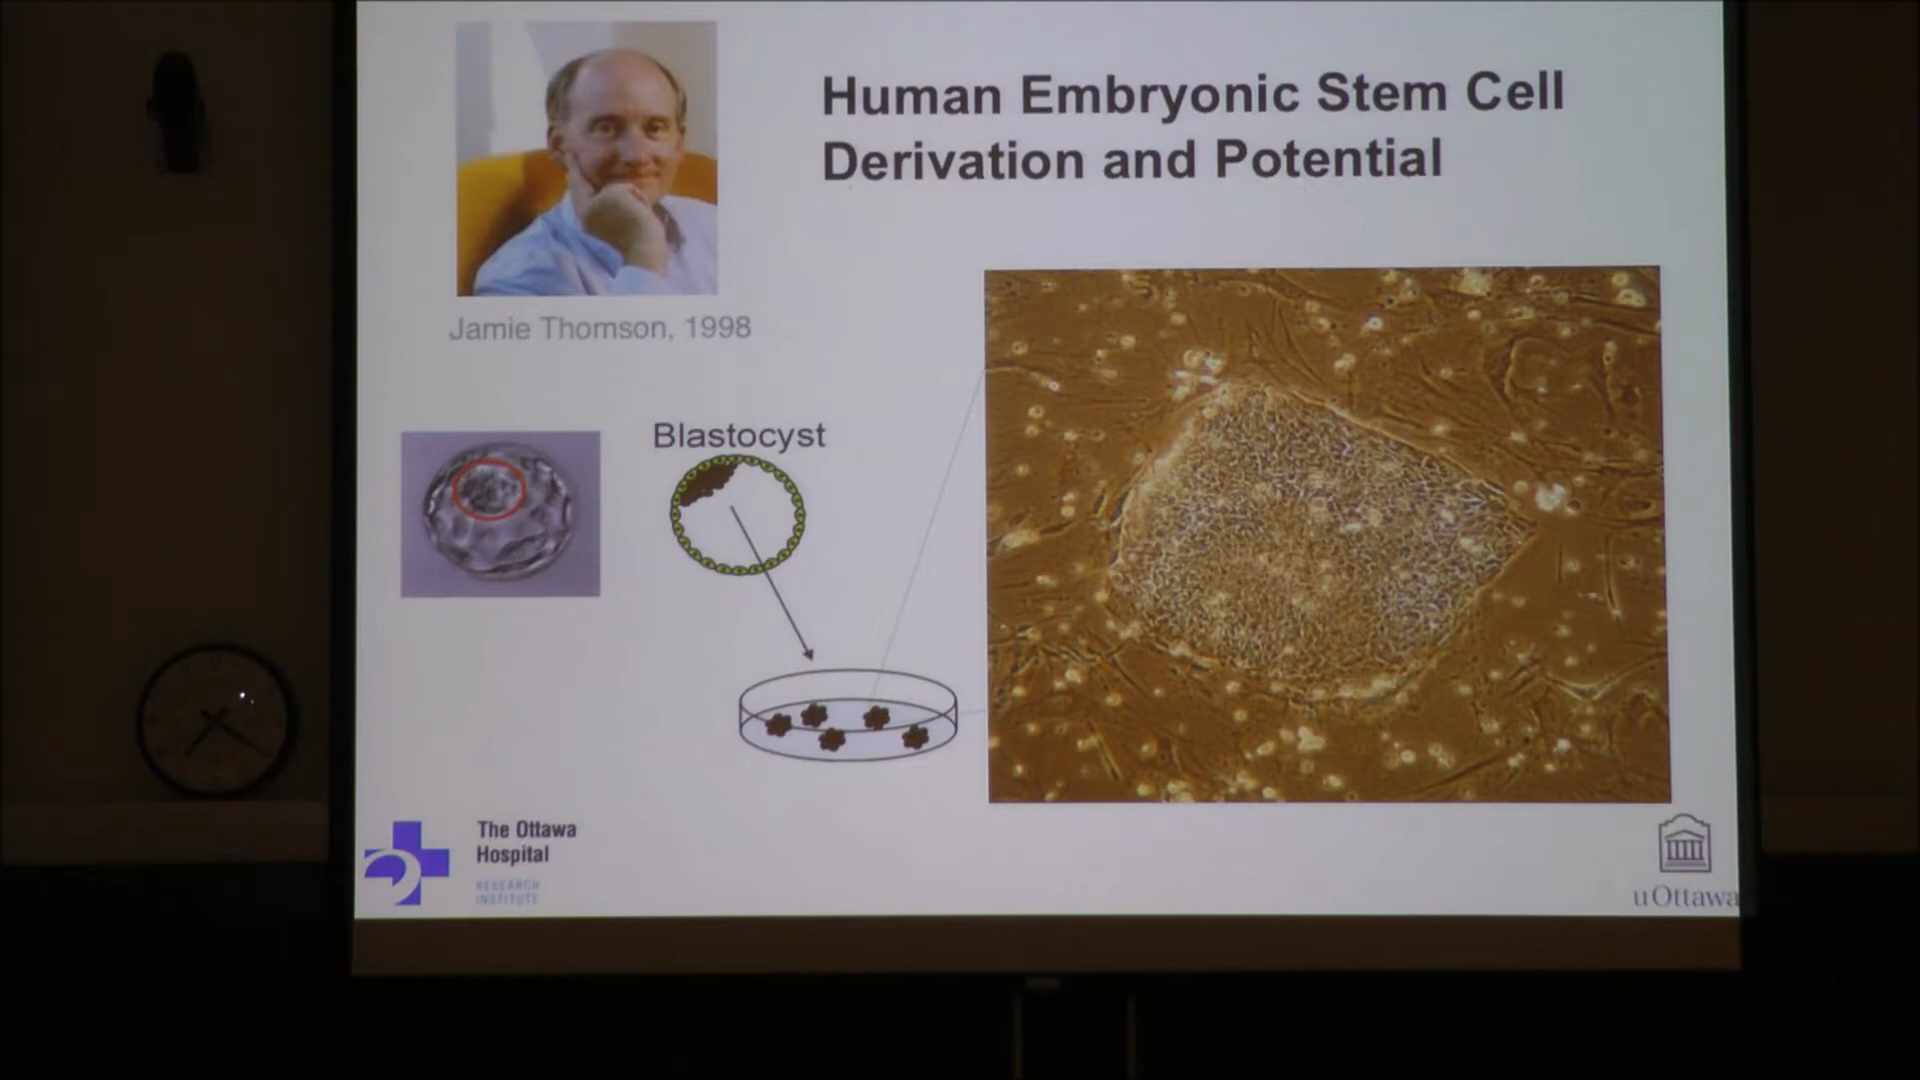 Human Embryonic Stem Cell
Derivation and Potential
Jamie Thomson, 1998
Blastocyst
The Ottawa
Hospital
RESEARCH
INSTITUTE
uOttawa